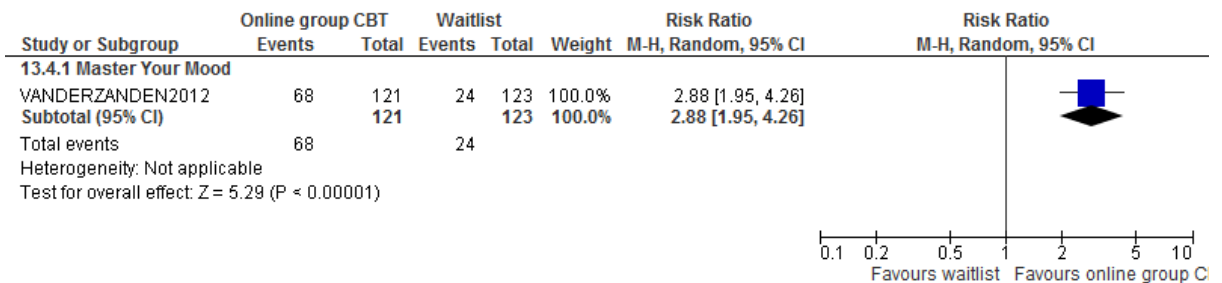 Online group CBT Waitlist Risk Ratio Risk Ratio
Study or Subgroup Events Total Events Total Weight M-H, Random, 95% CI M-H, Random, 95% CI
13.4.1 Master Your Mood
VANDERZANDEN2012 68 121 24 123 100.0% 2.88 [1.95, 4.26]
Subtotal (95% CI) 121 123 100.0% 2.88 [1.95, 4.26]
Total events 68 24
Heterogeneity: Not applicable
Test for overall effect: Z = 5.29 (P < 0.00001)
0.1 0.2 0.5 1 2 5 10
Favours waitlist Favours online group C